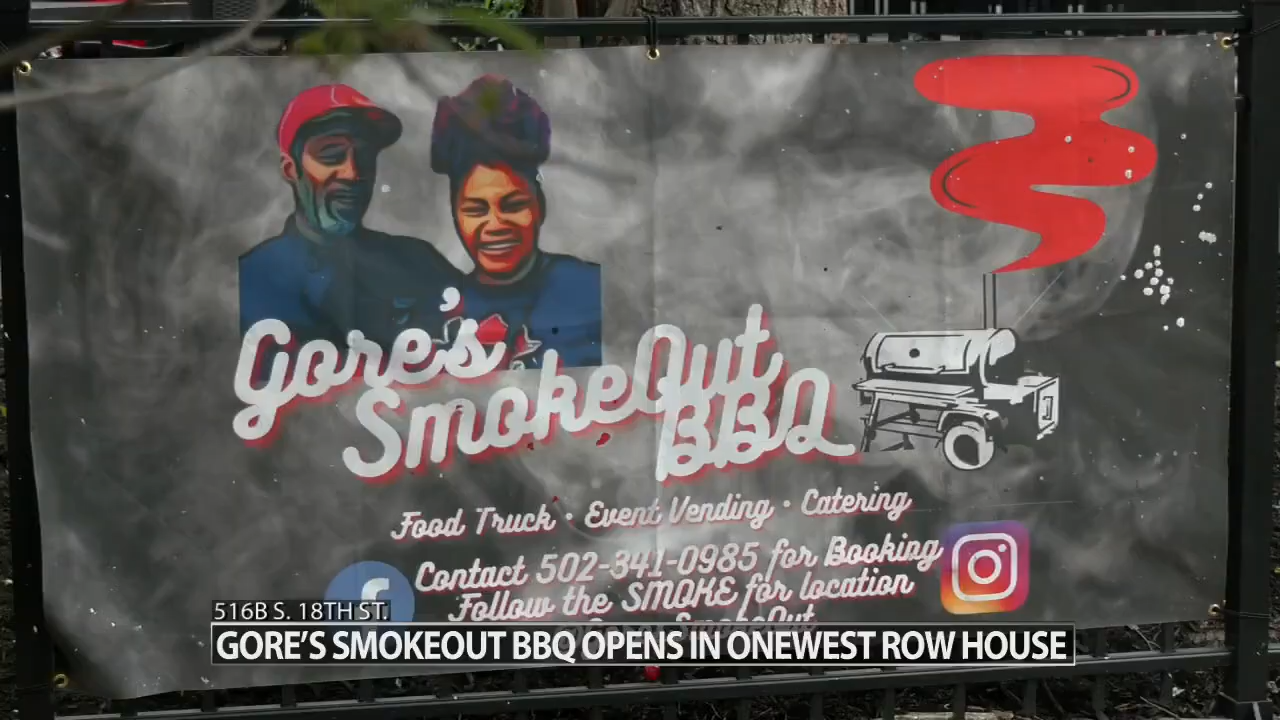 Gore's
SmokeOut
BBQ
Food Truck · Event Vending · Catering
Contact 502-341-0985 for Booking
Follow the SMOKE for location
SmokeOut
516B S. 18TH ST.
GORE'S SMOKEOUT BBQ OPENS IN ONEWEST ROW HOUSE